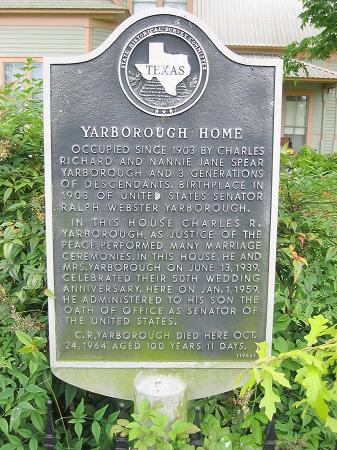 STATE HISTORICAL SURVEY COMMITTEE
TEXAS
YARBOROUGH HOME
OCCUPIED SINCE 1903 BY CHARLES
RICHARD AND NANNIE JANE SPEAR
YARBOROUGH AND 3 GENERATIONS
OF DESCENDANTS. BIRTHPLACE IN
1903 OF UNITED STATES SENATOR
RALPH WEBSTER YARBOROUGH.
IN THIS HOUSE CHARLES R.
YARBOROUGH AS JUSTICE OF THE
PEACE PERFORMED MANY MARRIAGE
CEREMONIES. IN THIS HOUSE, HE AND
MRS. YARBOROUGH ON JUNE 13, 1939,
CELEBRATED THEIR 50TH WEDDING
ANNIVERSARY. HERE ON JAN. 1, 1959,
HE ADMINISTERED TO HIS SON THE
OATH OF OFFICE AS SENATOR OF
THE UNITED STATES.
C. R. YARBOROUGH DIED HERE OCT.
24, 1964, AGED 100 YEARS, 11 DAYS.
(1966)